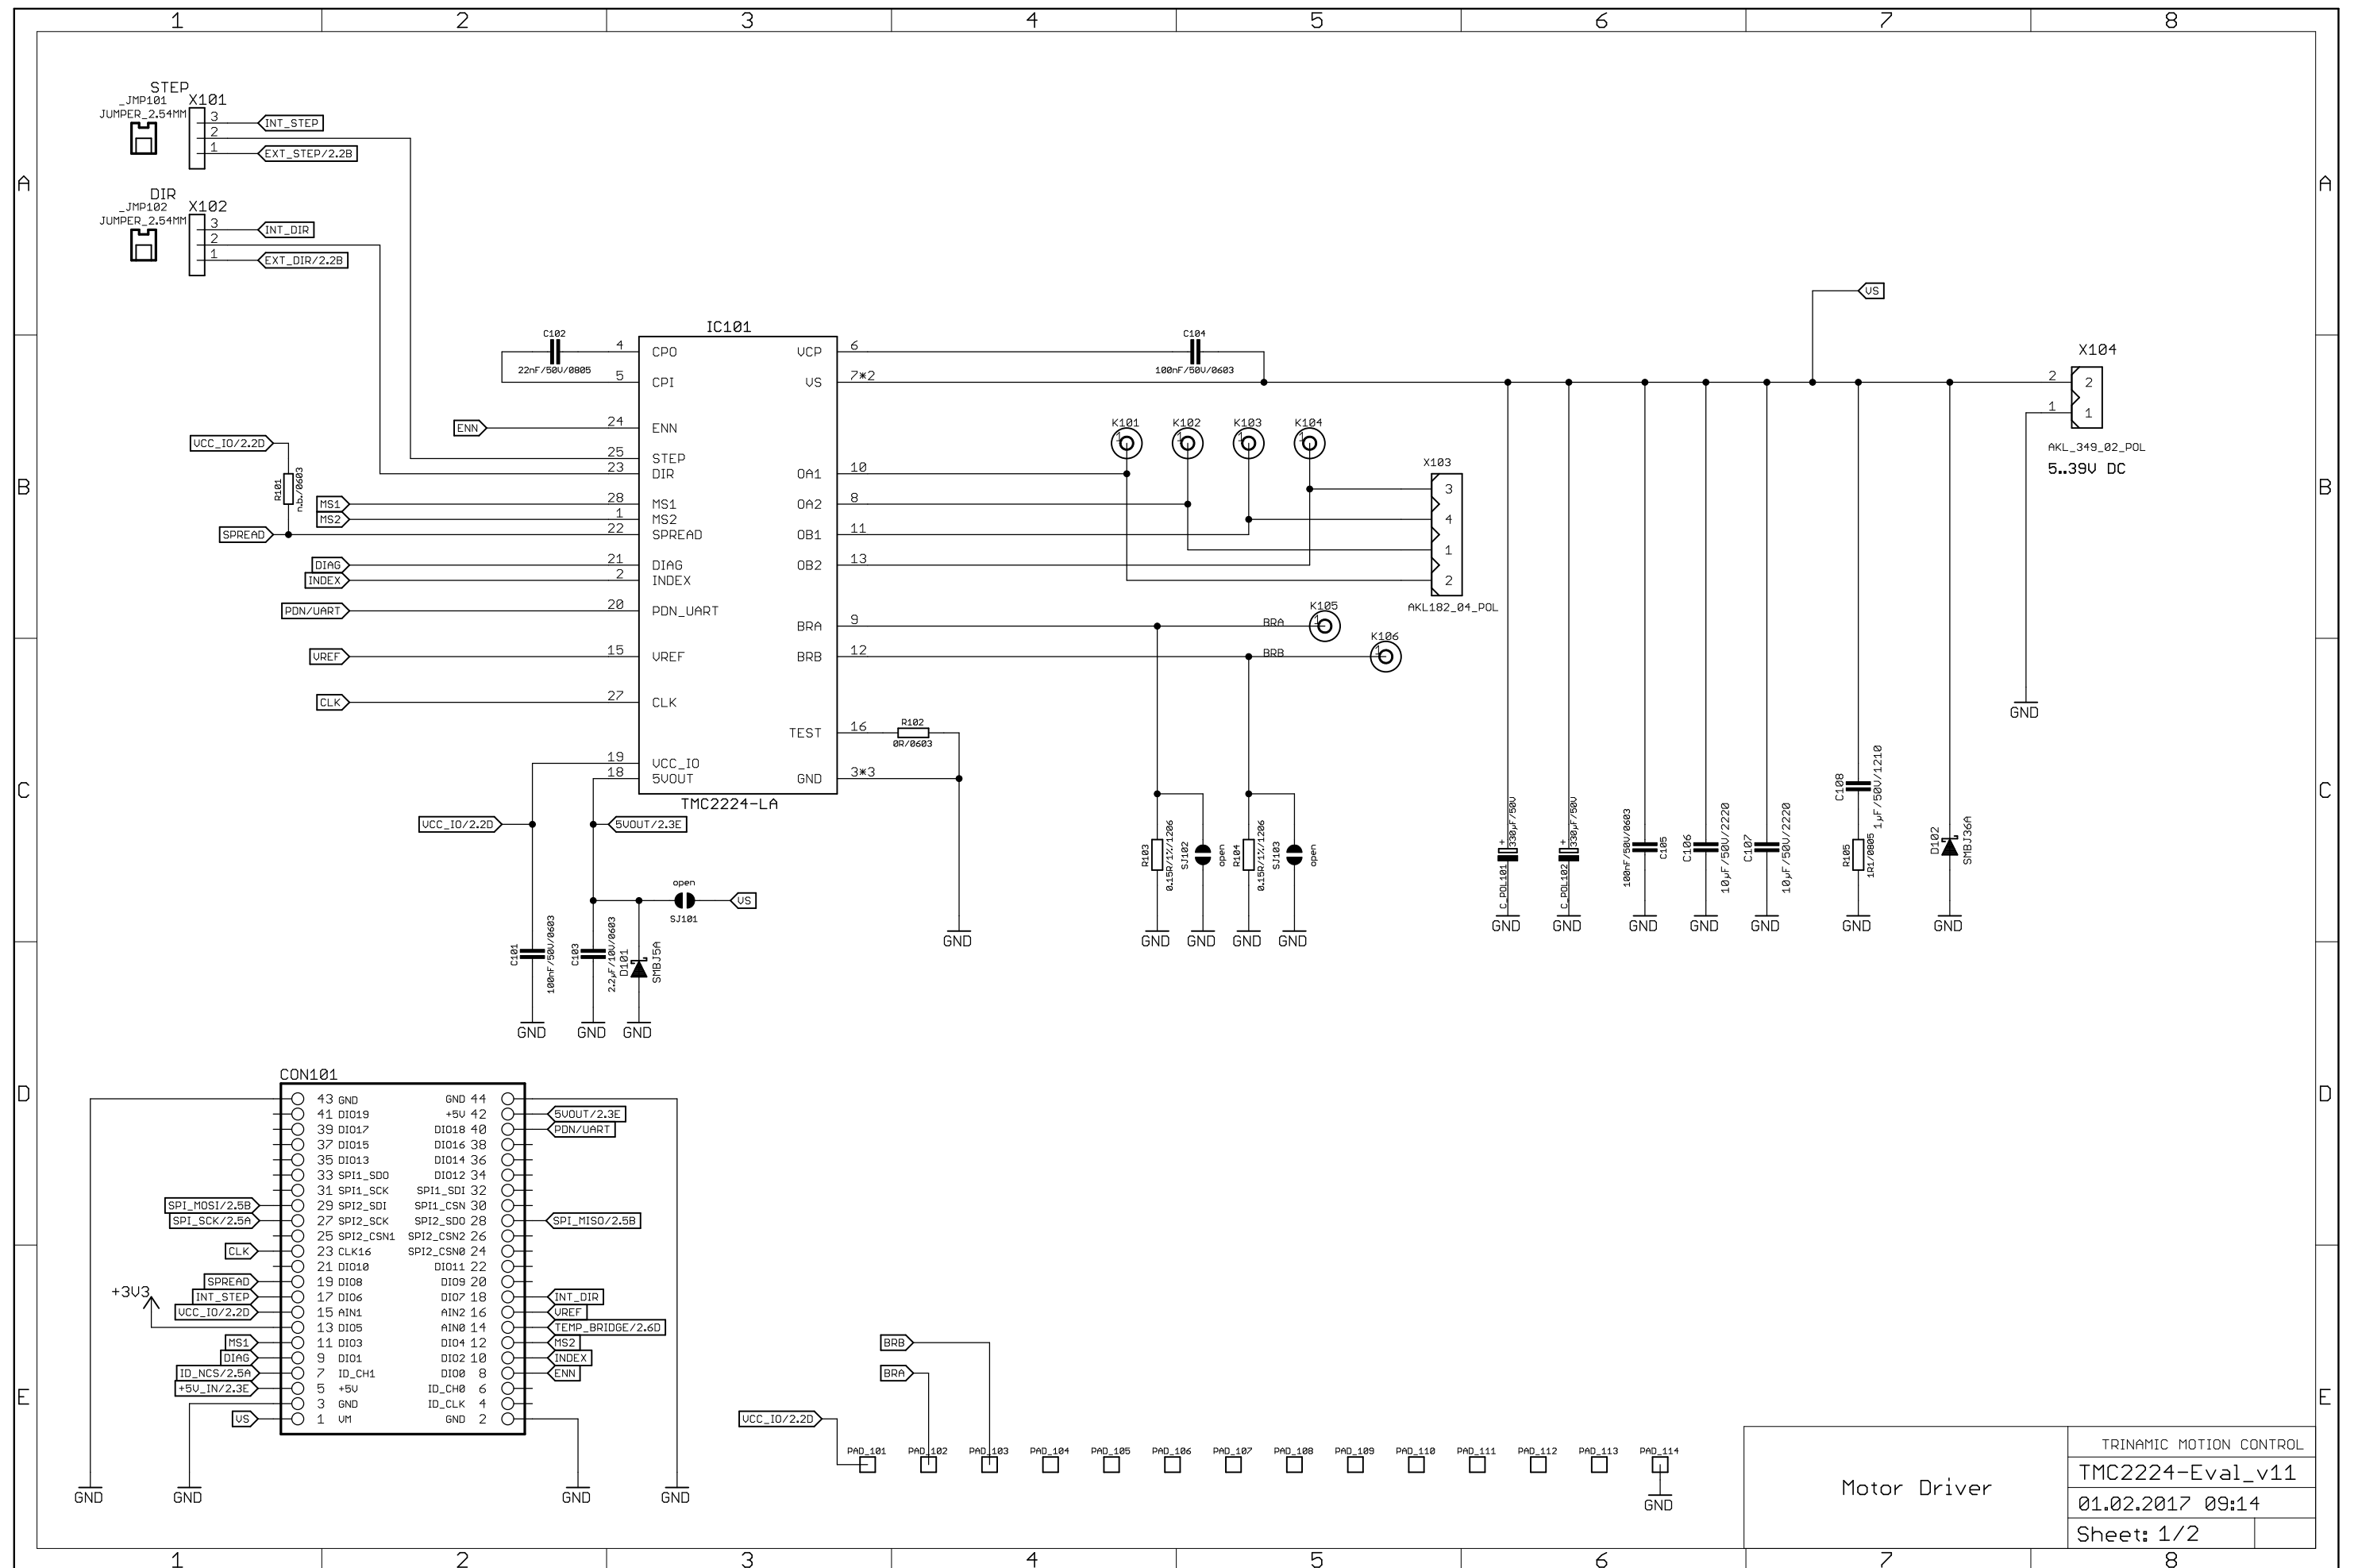 1 2 3 4 5 6 7 8
A A
B B
C C
D D
E E
STEP
_JMP101
JUMPER_2.54MM
X101
3 INT_STEP
2
1 EXT_STEP/2.2B
DIR
_JMP102
JUMPER_2.54MM
X102
3 INT_DIR
2
1 EXT_DIR/2.2B
VS
IC101
C102
22nF/50V/0805
4 CPO
5 CPI
ENN 24 ENN
25 STEP
23 DIR
VCC_IO/2.2D
R101
n.b./0603
MS1 28 MS1
MS2 1 MS2
SPREAD 22 SPREAD
DIAG 21 DIAG
INDEX 2 INDEX
PDN/UART 20 PDN_UART
VREF 15 VREF
CLK 27 CLK
19 VCC_IO
18 5VOUT
VCP 6
VS 7*2
OA1 10
OA2 8
OB1 11
OB2 13
BRA 9
BRB 12
TEST 16
GND 3*3
TMC2224-LA
C104
100nF/50V/0603
K101 K102 K103 K104
1 1 1 1
X103
3
4
1
2
AKL182_04_POL
BRA K105
1
BRB K106
1
R102
0R/0603
GND
X104
2 2
1 1
AKL_349_02_POL
5..39V DC
GND
VCC_IO/2.2D
5VOUT/2.3E
open
SJ101
VS
C101
100nF/50V/0603
C103
2.2µF/10V/0603
D101
SMBJ5A
GND GND GND
R103
0.15R/1%/1206
SJ102
open
R104
0.15R/1%/1206
SJ103
open
GND GND GND GND
C_POL101
+
330µF/50V
C_POL102
+
330µF/50V
100nF/50V/0603
C105
C106
10µF/50V/2220
C107
10µF/50V/2220
C108
1µF/50V/1210
R105
1R1/0805
D102
SMBJ36A
GND GND GND GND GND GND GND
CON101
43 GND GND 44
41 DIO19 +5V 42 5VOUT/2.3E
39 DIO17 DIO18 40 PDN/UART
37 DIO15 DIO16 38
35 DIO13 DIO14 36
33 SPI1_SDO DIO12 34
31 SPI1_SCK SPI1_SDI 32
SPI_MOSI/2.5B 29 SPI2_SDI SPI1_CSN 30
SPI_SCK/2.5A 27 SPI2_SCK SPI2_SDO 28 SPI_MISO/2.5B
25 SPI2_CSN1 SPI2_CSN2 26
CLK 23 CLK16 SPI2_CSN0 24
21 DIO10 DIO11 22
SPREAD 19 DIO8 DIO9 20
+3V3
INT_STEP 17 DIO6 DIO7 18 INT_DIR
VCC_IO/2.2D 15 AIN1 AIN2 16 VREF
13 DIO5 AIN0 14 TEMP_BRIDGE/2.6D
MS1 11 DIO3 DIO4 12 MS2
DIAG 9 DIO1 DIO2 10 INDEX
ID_NCS/2.5A 7 ID_CH1 DIO0 8 ENN
+5V_IN/2.3E 5 +5V ID_CH0 6
3 GND ID_CLK 4
VS 1 VM GND 2
GND GND GND GND
BRB
BRA
VCC_IO/2.2D
PAD_101 PAD_102 PAD_103 PAD_104 PAD_105 PAD_106 PAD_107 PAD_108 PAD_109 PAD_110 PAD_111 PAD_112 PAD_113 PAD_114
GND
Motor Driver
TRINAMIC MOTION CONTROL
TMC2224-Eval_v11
01.02.2017 09:14
Sheet: 1/2
1 2 3 4 5 6 7 8